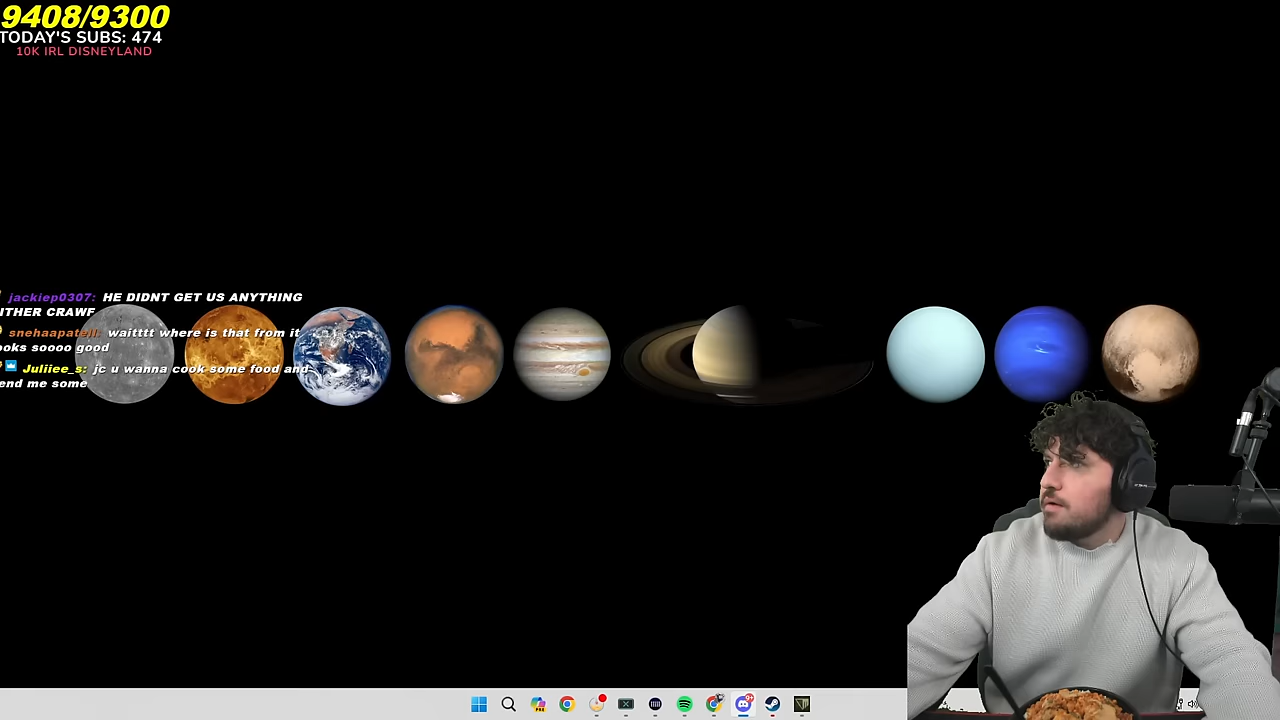 9408/9300
TODAY'S SUBS: 474
10K IRL DISNEYLAND
jackiep0307: HE DIDNT GET US ANYTHING
ITHER CRAWF
snehaapatell: waitttt where is that from it
ooks soooo good
Juliiee_s: jc u wanna cook some food and
end me some